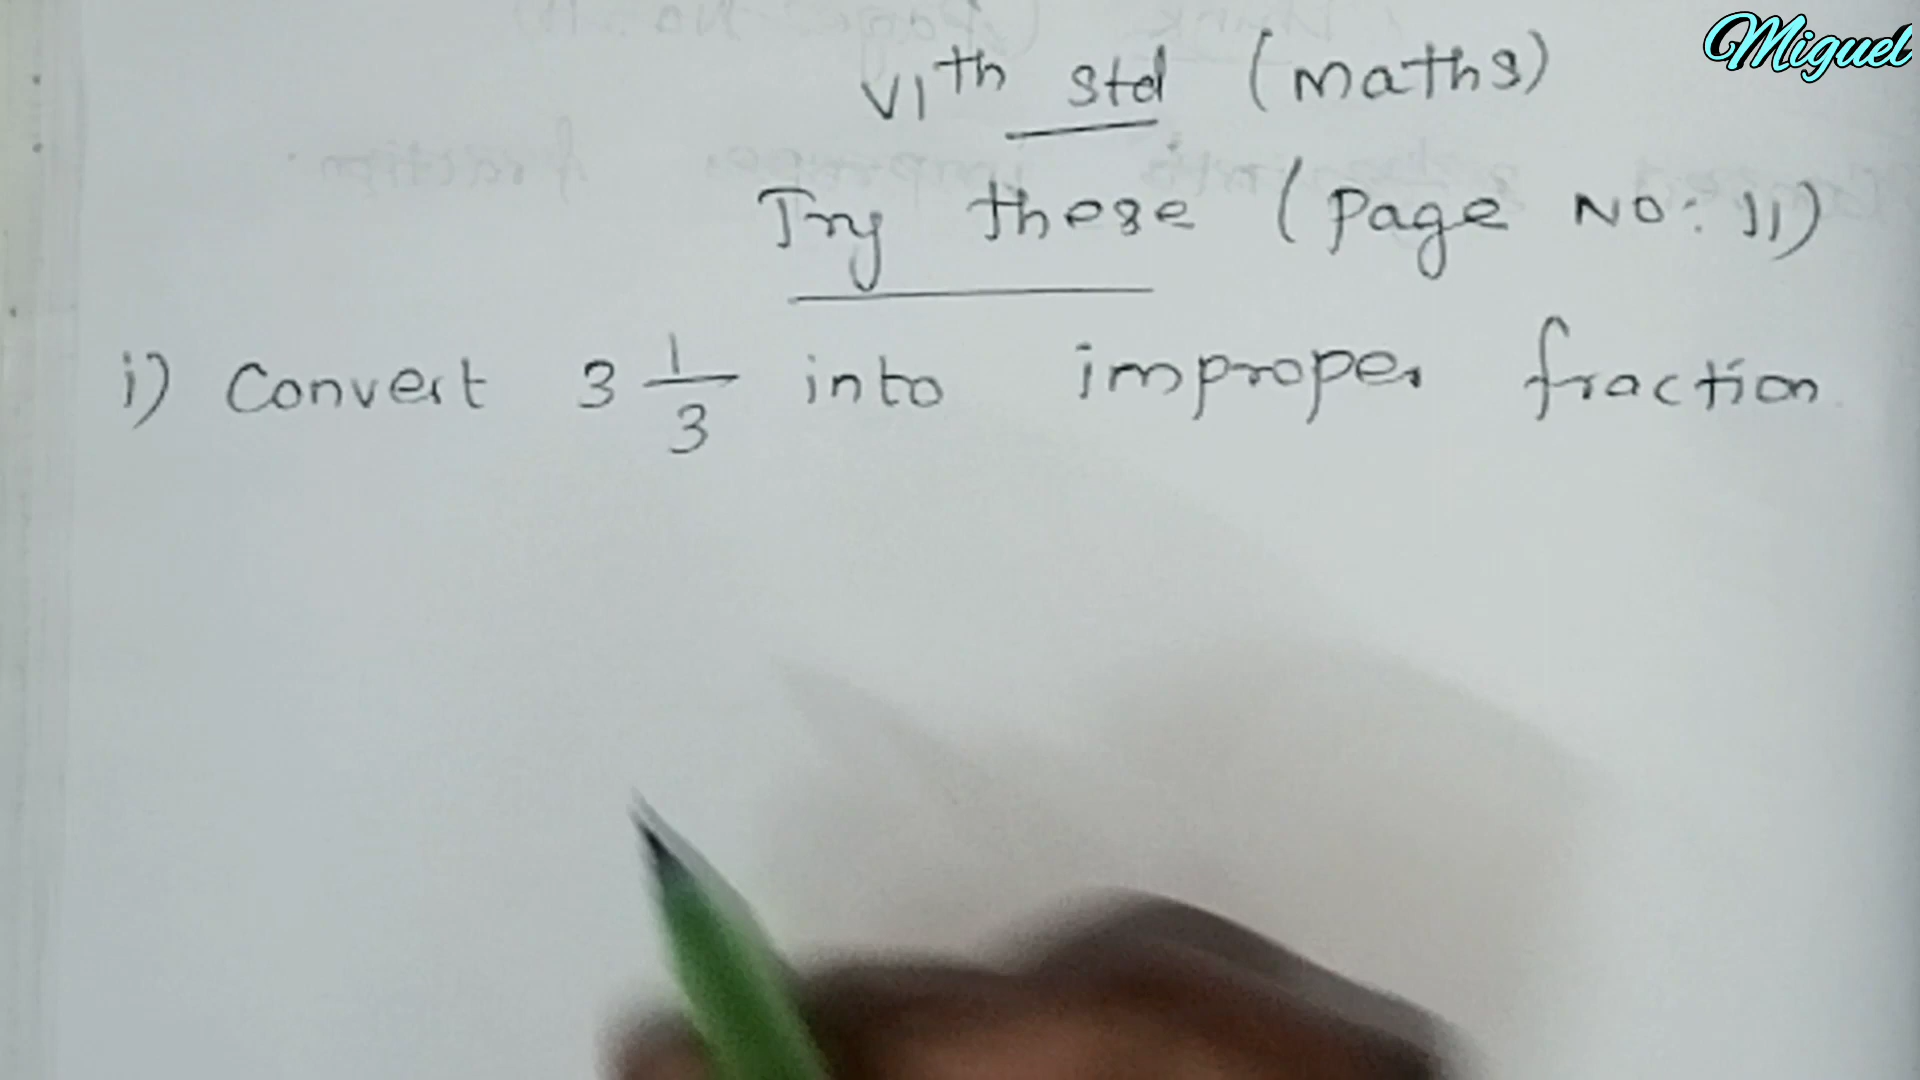 Miguel
VIth std (maths)
Try these (Page No: 11)
i) Convert 3 1/3 into improper fraction